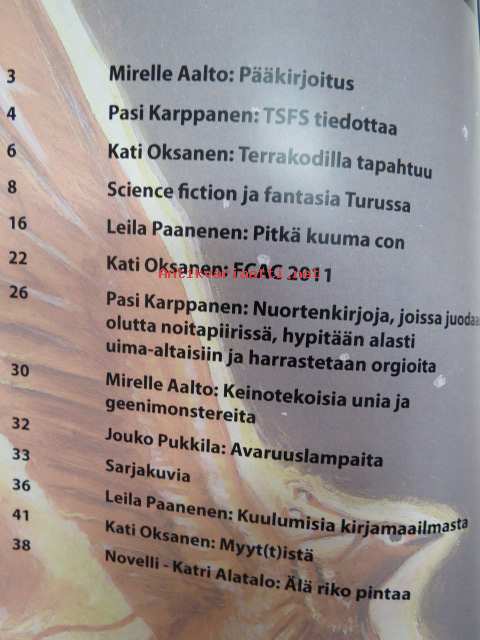 3 Mirelle Aalto: Pääkirjoitus
4 Pasi Karppanen: TSFS tiedottaa
6 Kati Oksanen: Terrakodilla tapahtuu
8 Science fiction ja fantasia Turussa
16 Leila Paanenen: Pitkä kuuma con
22 Kati Oksanen: FCAC 2011
26 Pasi Karppanen: Nuortenkirjoja, joissa juodaa
olutta noitapiirissä, hypitään alasti
uima-altaisiin ja harrastetaan orgioita
30 Mirelle Aalto: Keinotekoisia unia ja
geenimonstereita
32 Jouko Pukkila: Avaruuslampaita
33 Sarjakuvia
36 Leila Paanenen: Kuulumisia kirjamaailmasta
41 Kati Oksanen: Myyt(t)istä
38 Novelli - Katri Alatalo: Älä riko pintaa